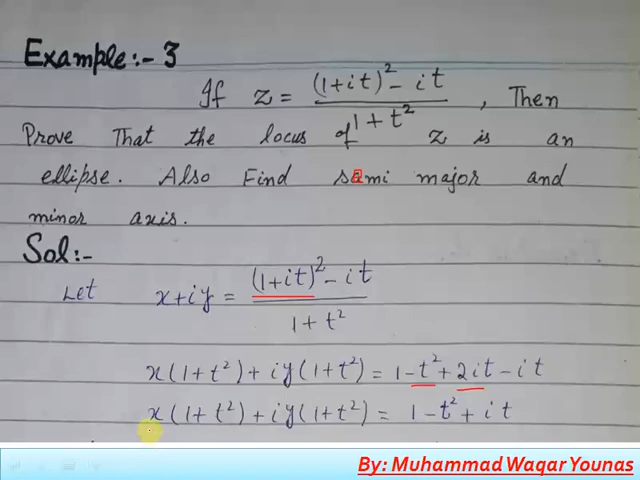 Example:- 3
If z = ((1+it)² - it)/(1+t²), Then
Prove That the locus of z is an
ellipse. Also Find semi major and
minor axis.
Sol:-
Let x+iy = ((1+it)² - it)/(1+t²)
x(1+t²)+iy(1+t²) = 1-t²+2it-it
x(1+t²)+iy(1+t²) = 1-t²+it
By: Muhammad Waqar Younas